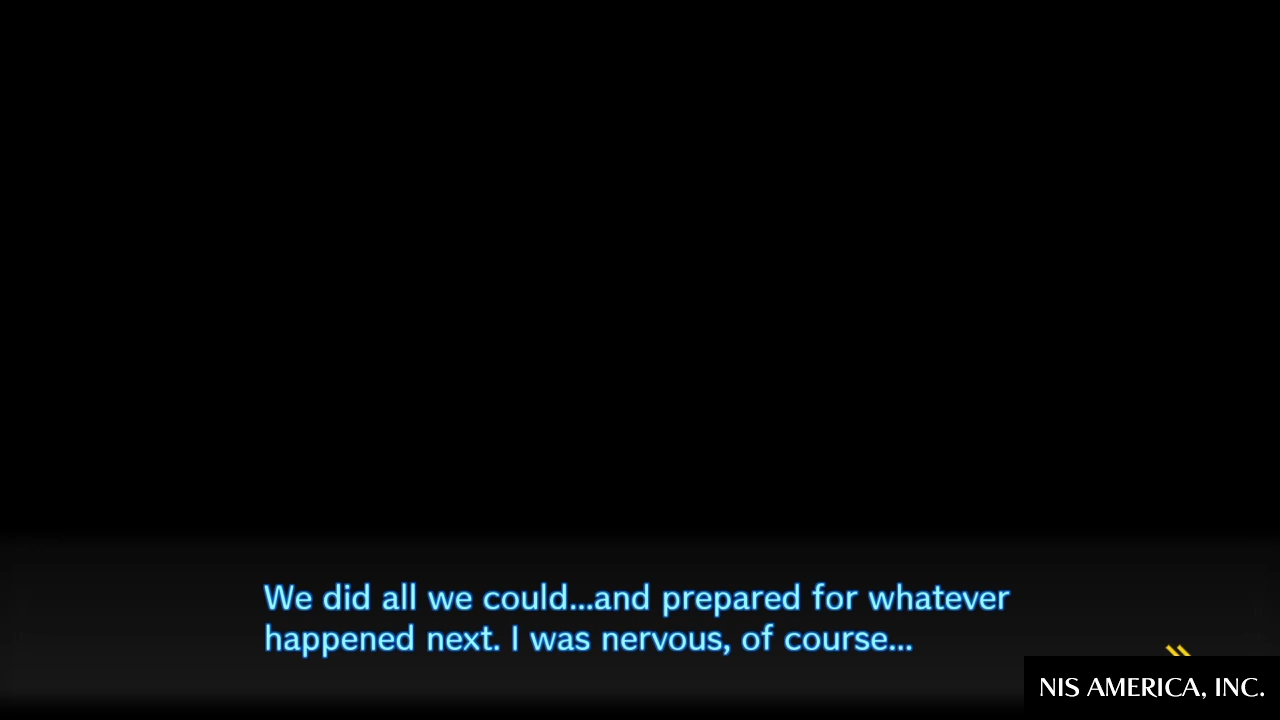 We did all we could...and prepared for whatever
happened next. I was nervous, of course...
NIS AMERICA, INC.